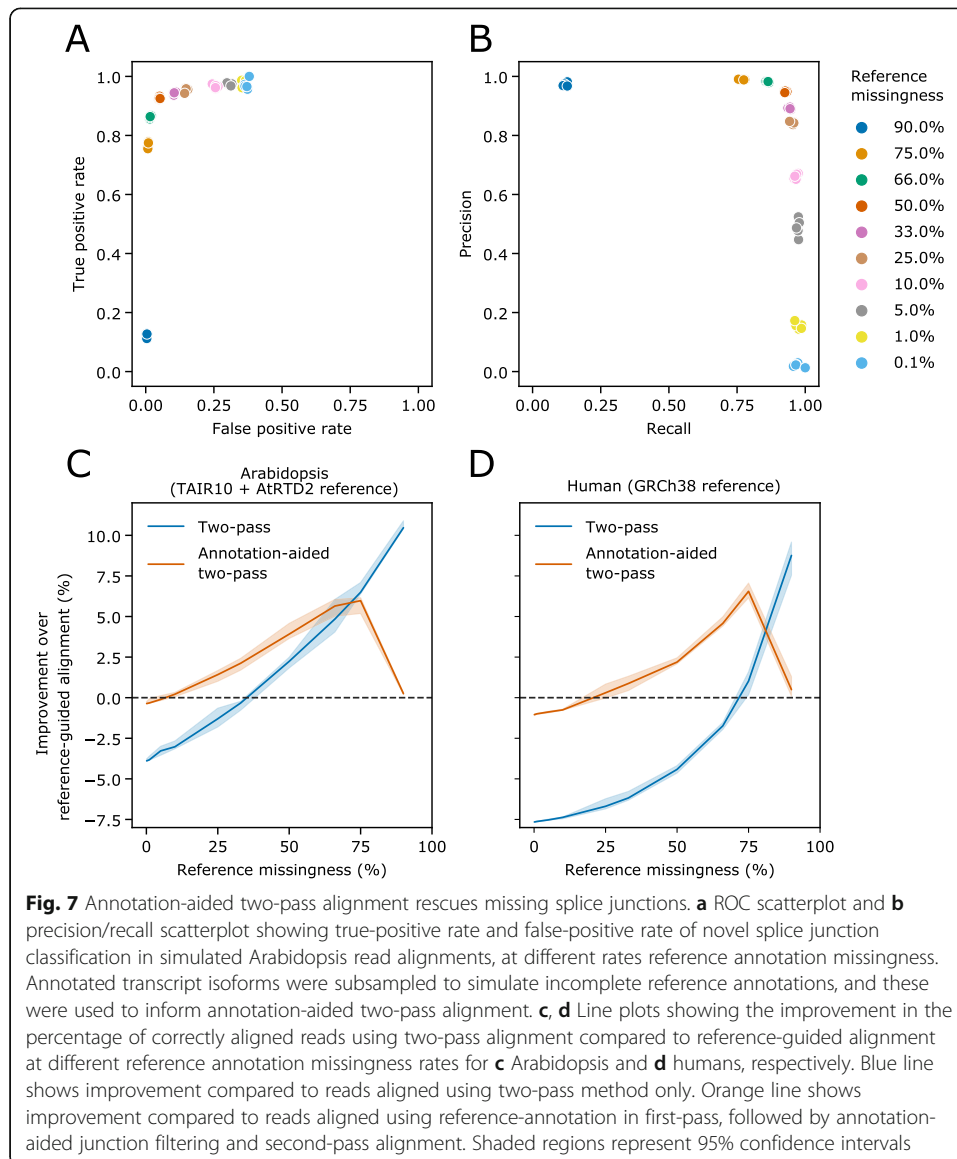 A
B
True positive rate
1.0
0.8
0.6
0.4
0.2
0.0
0.00
0.25
0.50
0.75
1.00
False positive rate
Precision
1.0
0.8
0.6
0.4
0.2
0.0
0.00
0.25
0.50
0.75
1.00
Recall
Reference
missingness
90.0%
75.0%
66.0%
50.0%
33.0%
25.0%
10.0%
5.0%
1.0%
0.1%
C
Arabidopsis
(TAIR10 + AtRTD2 reference)
Two-pass
Annotation-aided
two-pass
Improvement over
reference-guided alignment (%)
10.0
7.5
5.0
2.5
0.0
−2.5
−5.0
−7.5
0
25
50
75
100
Reference missingness (%)
D
Human (GRCh38 reference)
Two-pass
Annotation-aided
two-pass
0
25
50
75
100
Reference missingness (%)
Fig. 7 Annotation-aided two-pass alignment rescues missing splice junctions. a ROC scatterplot and b
precision/recall scatterplot showing true-positive rate and false-positive rate of novel splice junction
classification in simulated Arabidopsis read alignments, at different rates reference annotation missingness.
Annotated transcript isoforms were subsampled to simulate incomplete reference annotations, and these
were used to inform annotation-aided two-pass alignment. c, d Line plots showing the improvement in the
percentage of correctly aligned reads using two-pass alignment compared to reference-guided alignment
at different reference annotation missingness rates for c Arabidopsis and d humans, respectively. Blue line
shows improvement compared to reads aligned using two-pass method only. Orange line shows
improvement compared to reads aligned using reference-annotation in first-pass, followed by annotation-
aided junction filtering and second-pass alignment. Shaded regions represent 95% confidence intervals